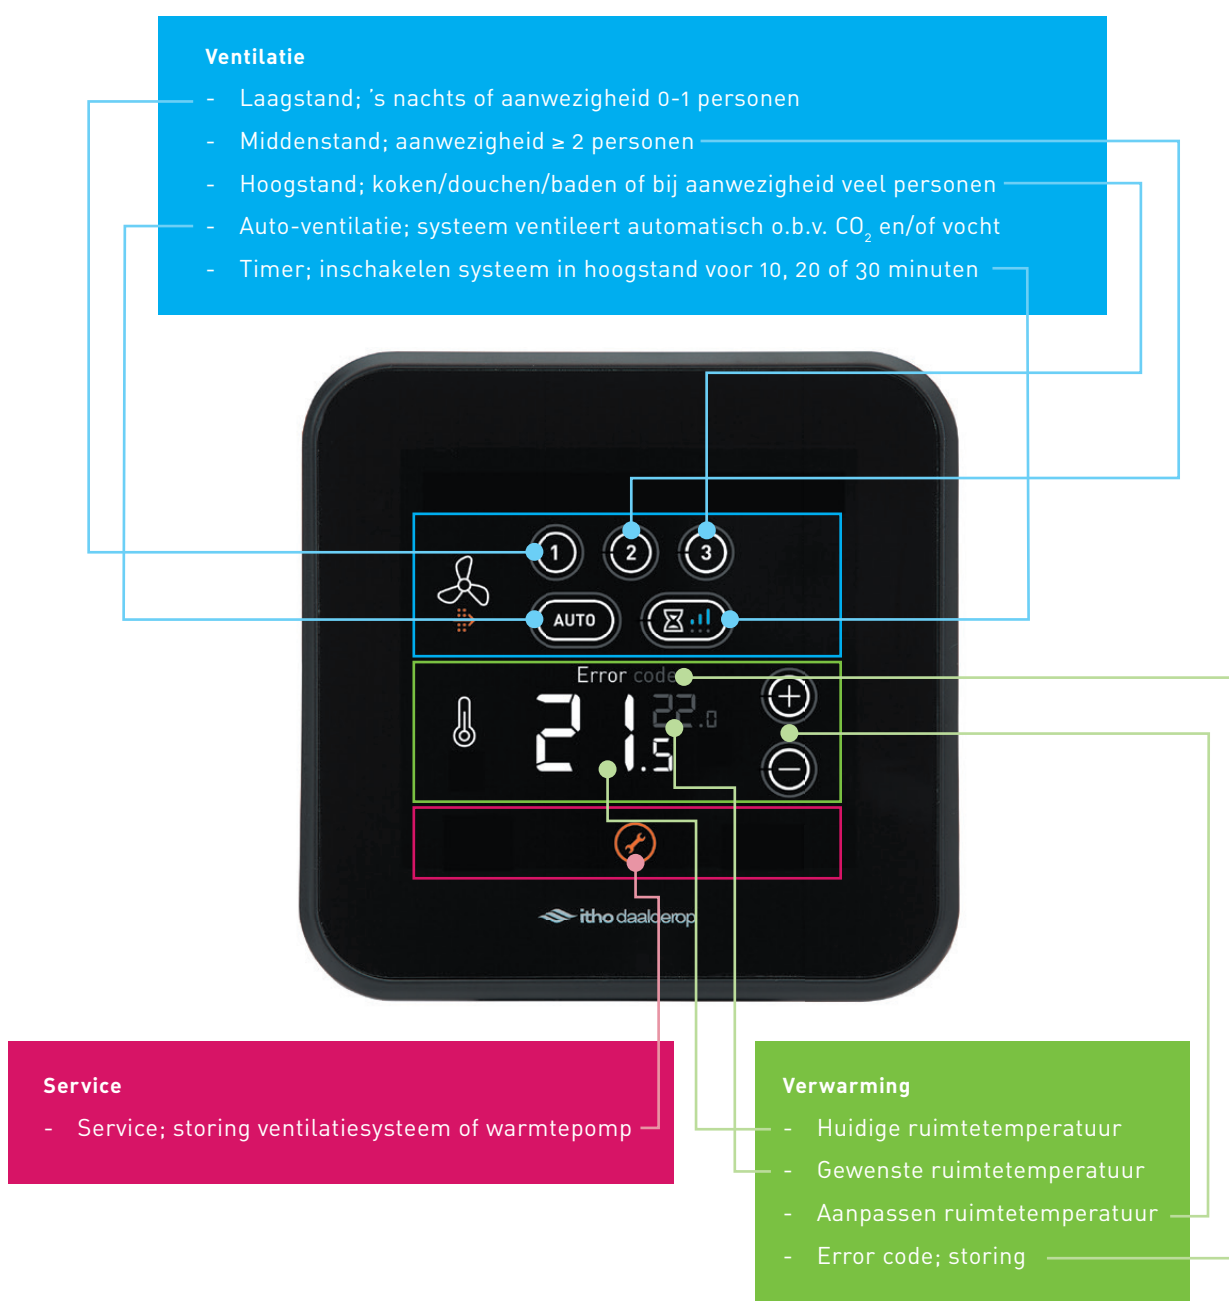 Ventilatie
- Laagstand; ’s nachts of aanwezigheid 0-1 personen
- Middenstand; aanwezigheid ≥ 2 personen
- Hoogstand; koken/douchen/baden of bij aanwezigheid veel personen
- Auto-ventilatie; systeem ventileert automatisch o.b.v. CO₂ en/of vocht
- Timer; inschakelen systeem in hoogstand voor 10, 20 of 30 minuten
1 2 3
AUTO
Error code
22.0
21.5
itho daalderop
Service
- Service; storing ventilatiesysteem of warmtepomp
Verwarming
- Huidige ruimtetemperatuur
- Gewenste ruimtetemperatuur
- Aanpassen ruimtetemperatuur
- Error code; storing